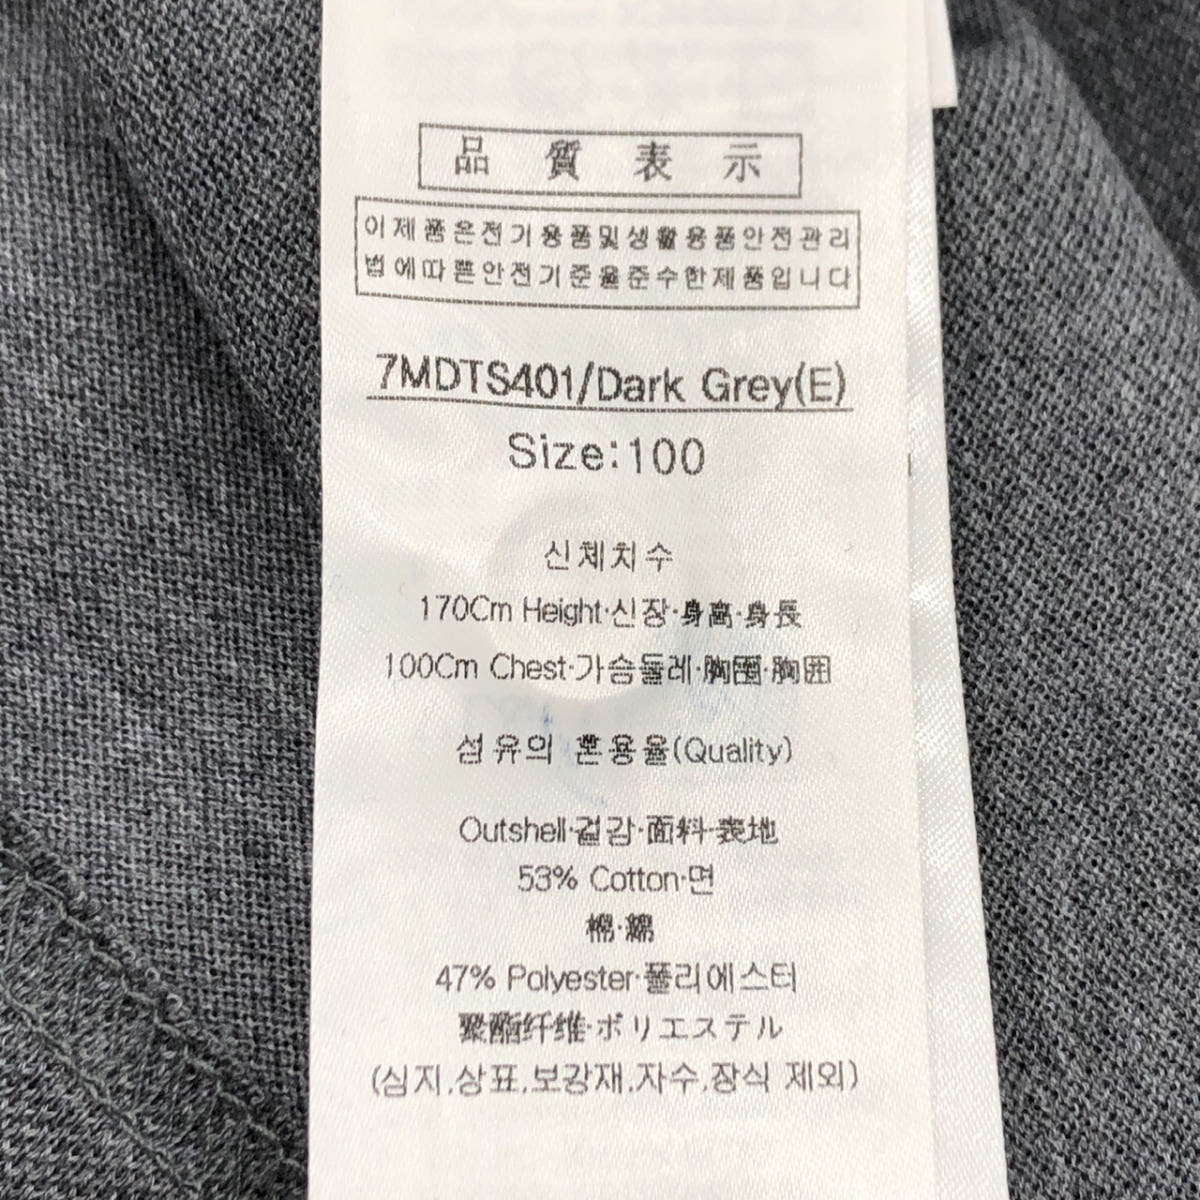 品質表示
이제품은전기용품및생활용품안전관리
법에따른안전기준을준수한제품입니다
7MDTS401/Dark Grey(E)
Size:100
신체치수
170Cm Height·신장·身高·身長
100Cm Chest·가슴둘레·胸围·胸囲
섬유의 혼용율(Quality)
Outshell·겉감·面料·表地
53% Cotton·면
棉·綿
47% Polyester·폴리에스터
聚酯纤维·ポリエステル
(심지,상표,보강재,자수,장식 제외)